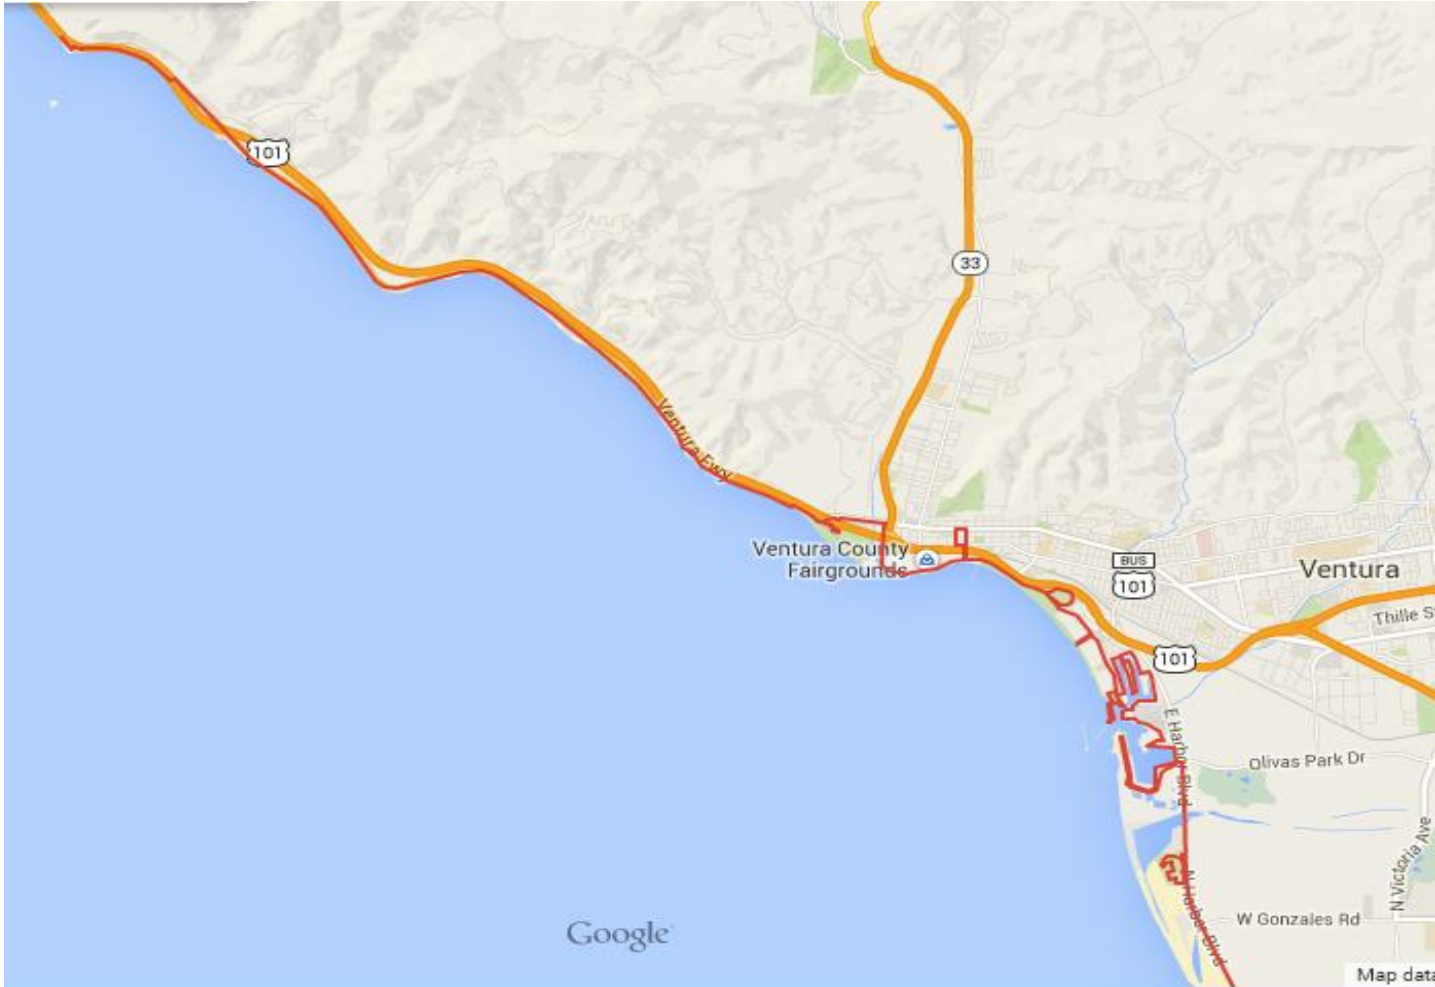 101
33
Ventura Fwy
Ventura County
Fairgrounds
BUS
101
Ventura
Thille S
101
E Harbor Blvd
Olivas Park Dr
N Victoria Ave
N Harbor Blvd
W Gonzales Rd
Google
Map data